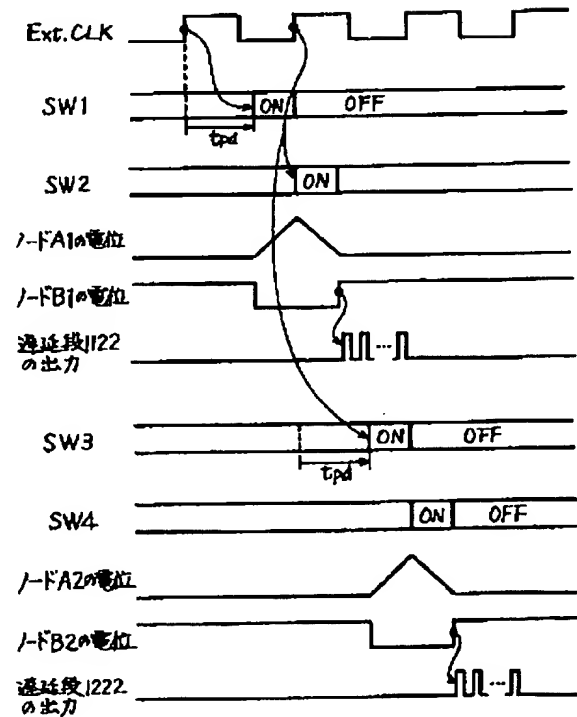 Ext.CLK
SW1
ON
OFF
tpd
SW2
ON
ノードA1の電位
ノードB1の電位
遅延段1122
の出力
...
SW3
ON
OFF
tpd
SW4
ON
OFF
ノードA2の電位
ノードB2の電位
遅延段1222
の出力
...